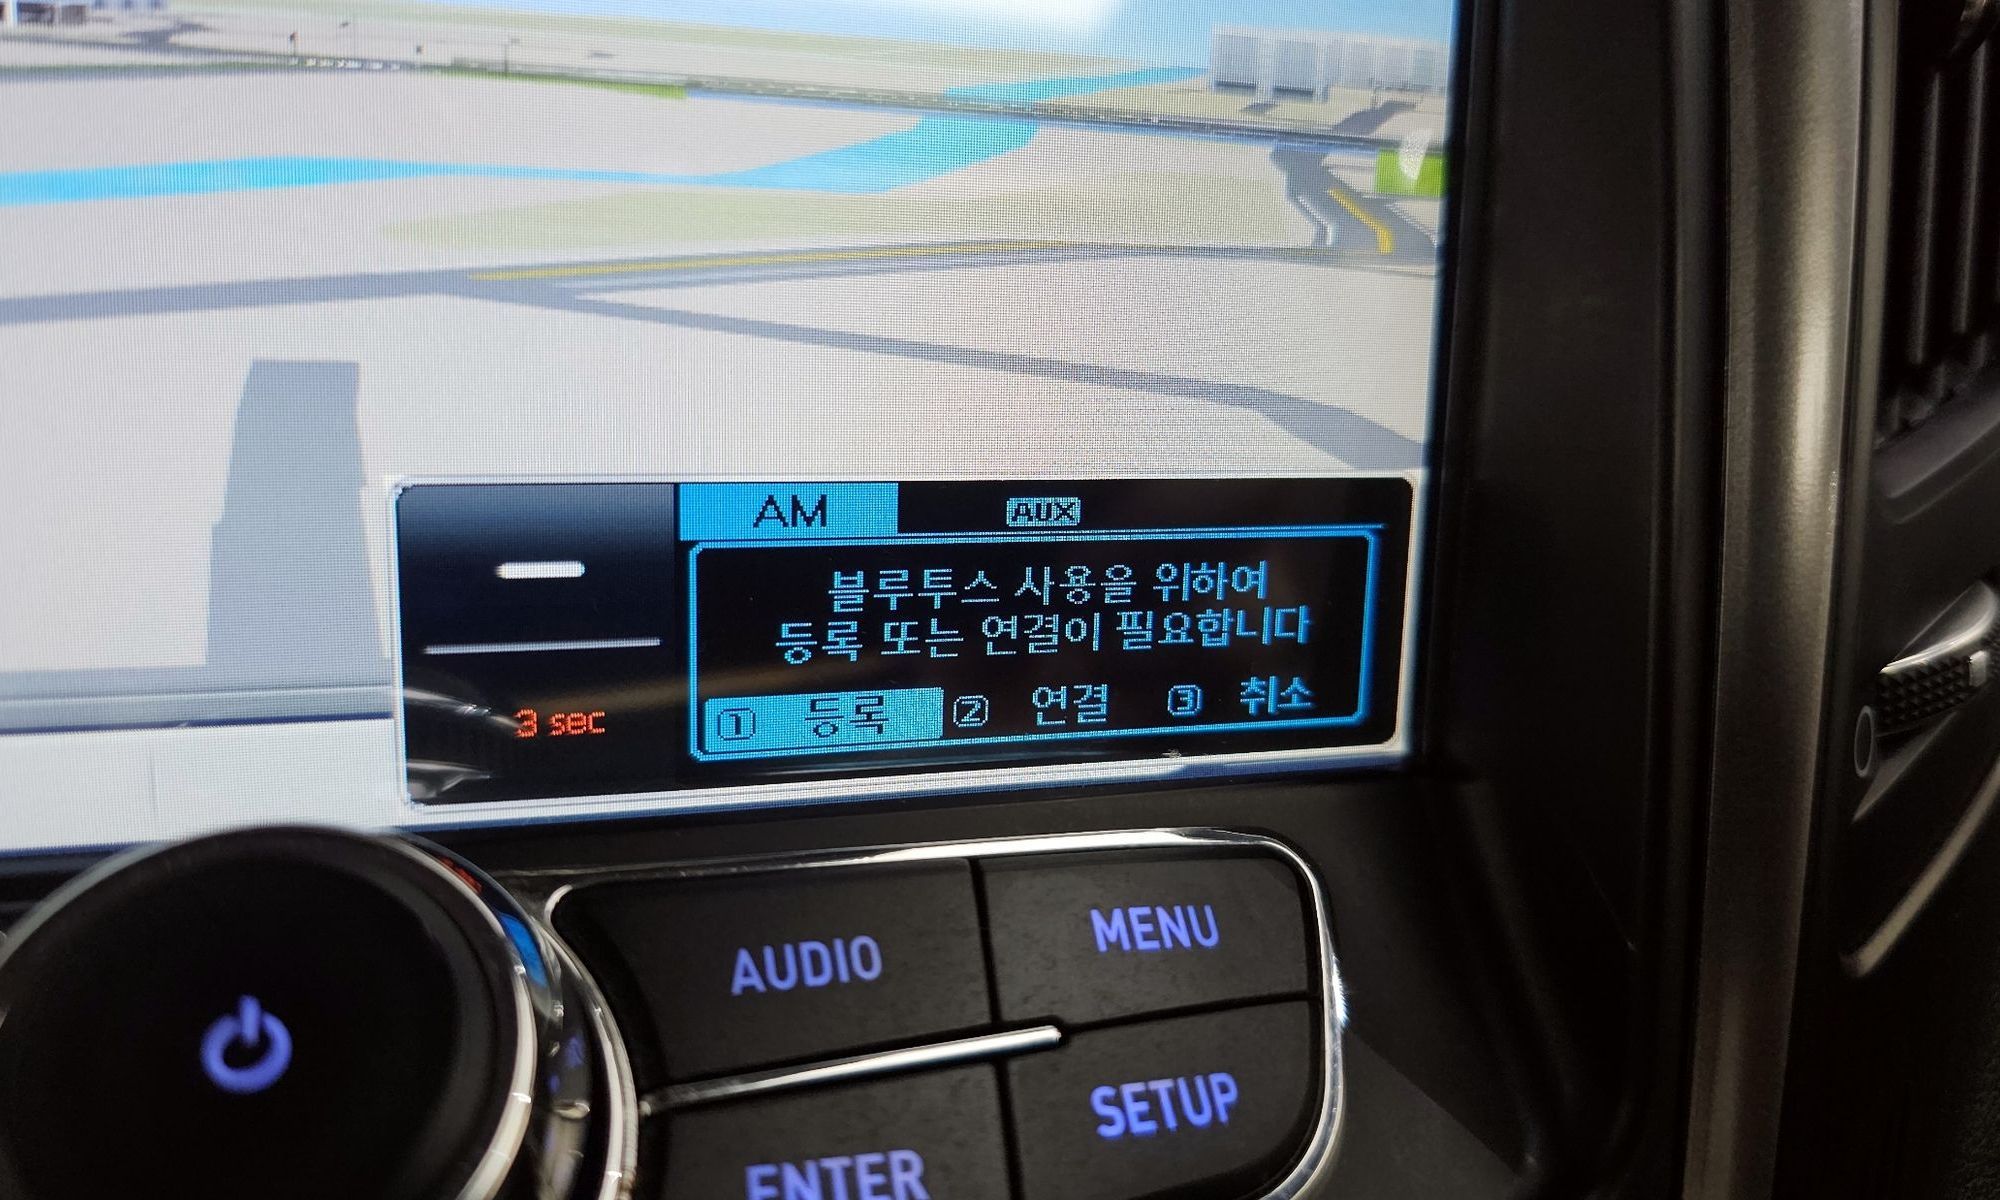 AM AUX
블루투스 사용을 위하여
등록 또는 연결이 필요합니다
① 등록 ② 연결 ③ 취소
3 sec
AUDIO MENU
ENTER SETUP